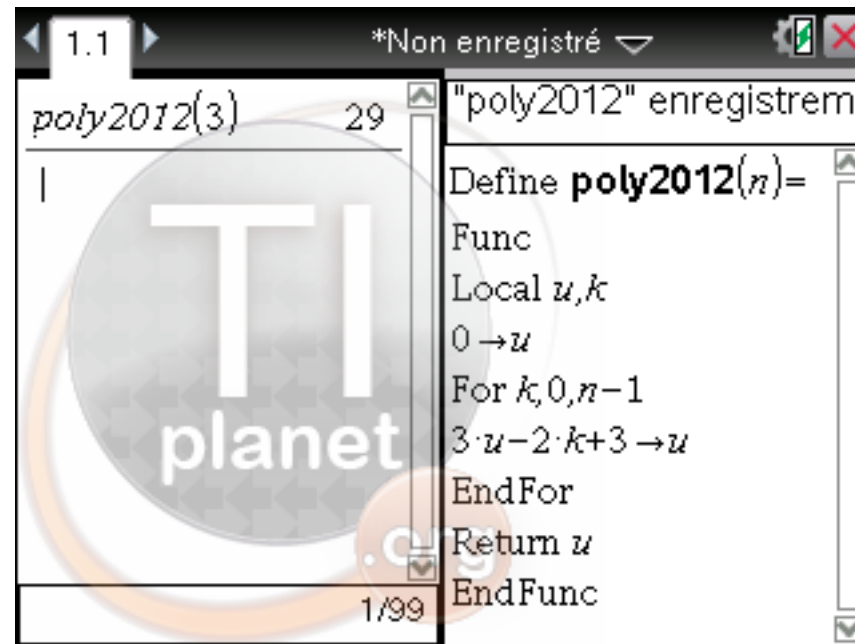 1.1
*Non enregistré
poly2012(3) 29
1/99
"poly2012" enregistrem
Define poly2012(n)=
Func
Local u,k
0→u
For k,0,n−1
3·u−2·k+3→u
EndFor
Return u
EndFunc
TI
planet
.org